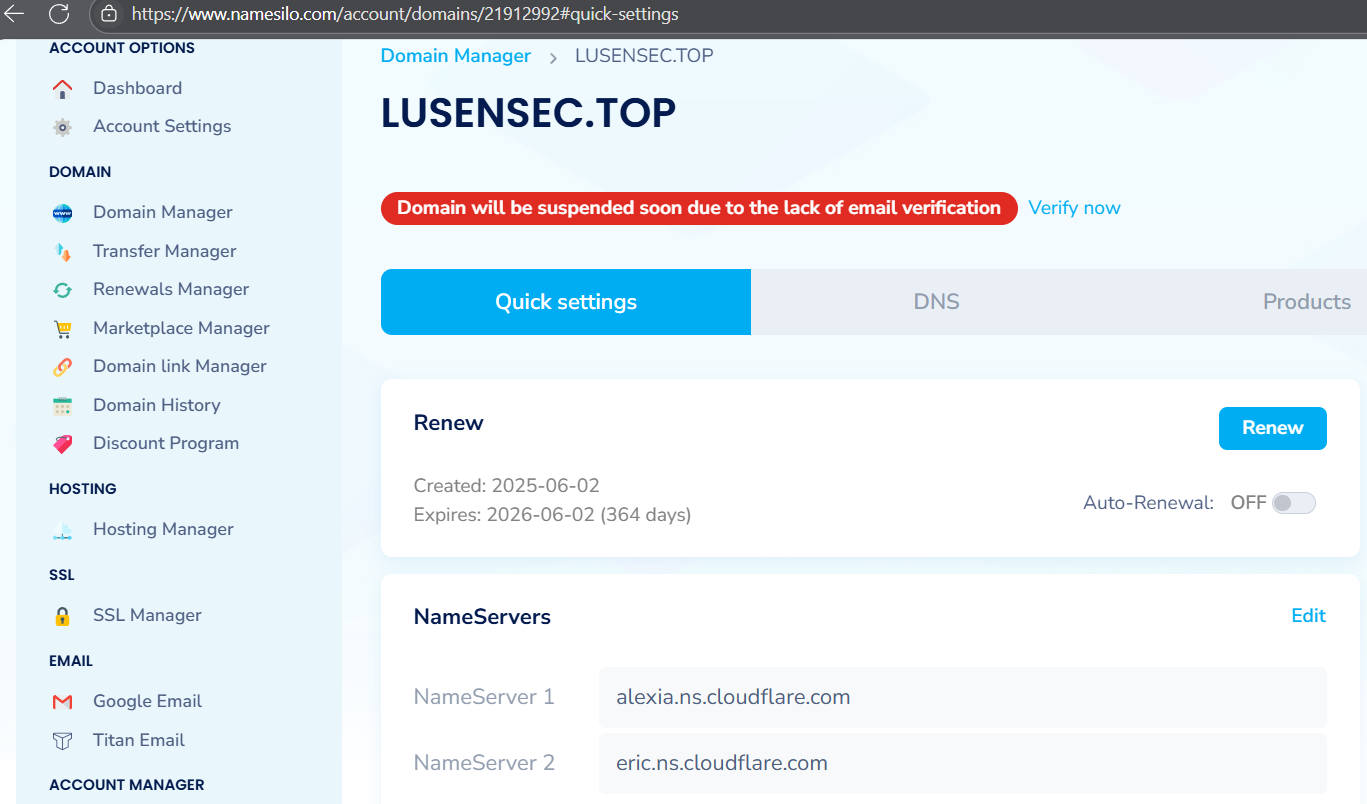 https://www.namesilo.com/account/domains/21912992#quick-settings
ACCOUNT OPTIONS
Dashboard
Account Settings
DOMAIN
Domain Manager
Transfer Manager
Renewals Manager
Marketplace Manager
Domain link Manager
Domain History
Discount Program
HOSTING
Hosting Manager
SSL
SSL Manager
EMAIL
Google Email
Titan Email
ACCOUNT MANAGER
Domain Manager > LUSENSEC.TOP
LUSENSEC.TOP
Domain will be suspended soon due to the lack of email verification Verify now
Quick settings DNS Products
Renew Renew
Created: 2025-06-02
Expires: 2026-06-02 (364 days)
Auto-Renewal: OFF
NameServers Edit
NameServer 1 alexia.ns.cloudflare.com
NameServer 2 eric.ns.cloudflare.com